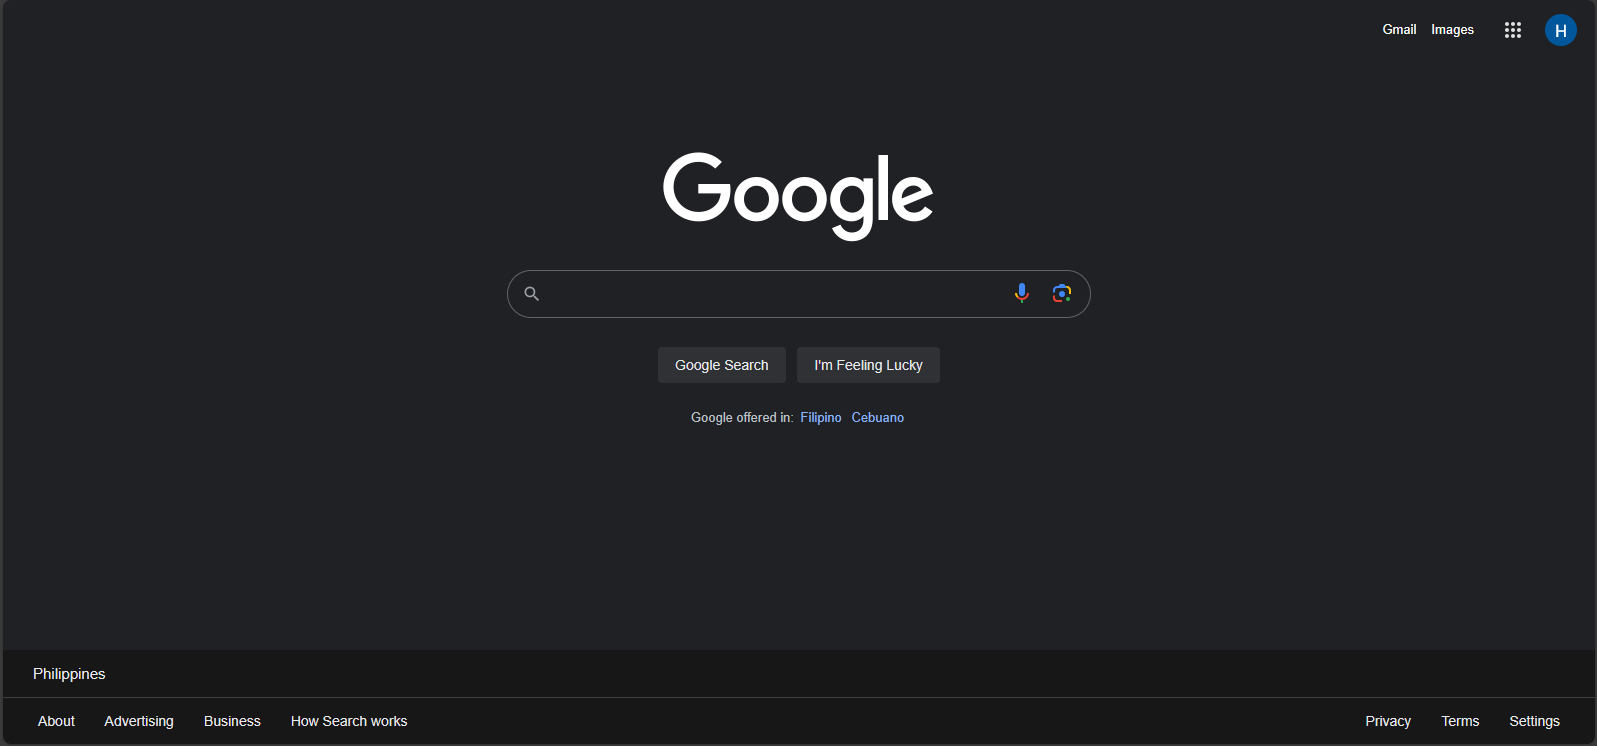 Gmail Images H
Google
Google Search I'm Feeling Lucky
Google offered in: Filipino Cebuano
Philippines
About Advertising Business How Search works Privacy Terms Settings